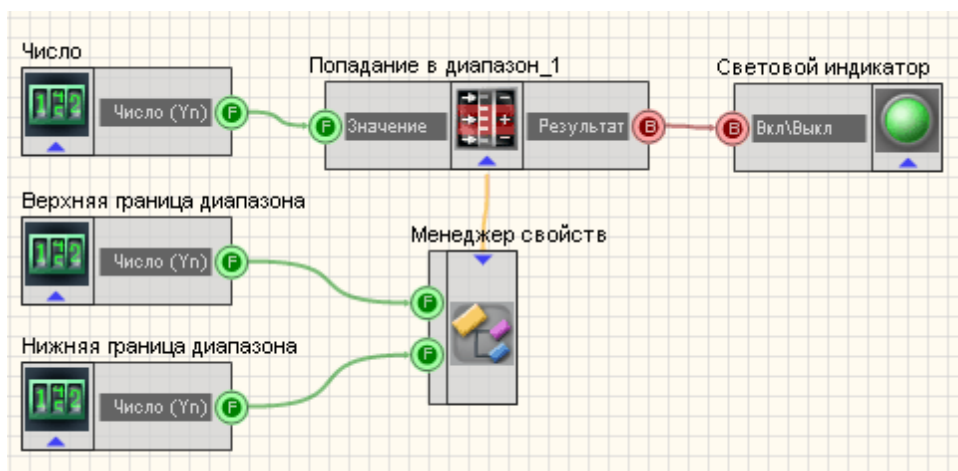 Число
Число (Yn) F
Попадание в диапазон_1
F Значение
Результат B
Световой индикатор
B Вкл\Выкл
Верхняя граница диапазона
Число (Yn) F
Менеджер свойств
F
F
Нижняя граница диапазона
Число (Yn) F